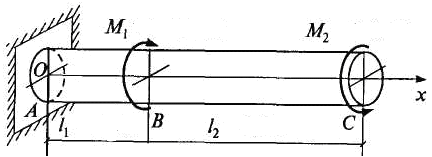 M₁ M₂
O
x
A B C
l₁ l₂